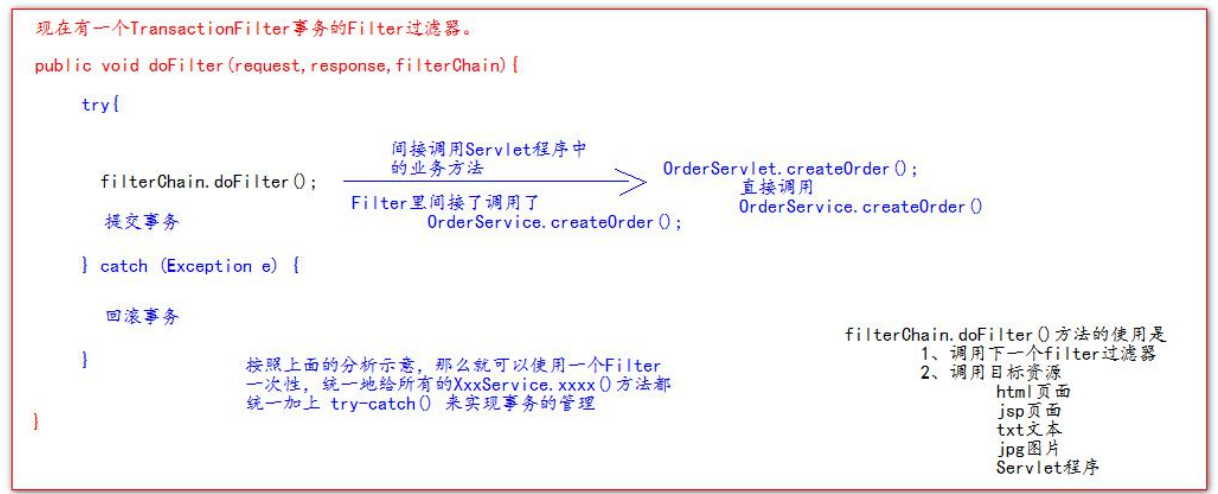 现在有一个TransactionFilter事务的Filter过滤器。
public void doFilter(request,response,filterChain){
try{
间接调用Servlet程序中
的业务方法
filterChain.doFilter();
OrderServlet.createOrder();
直接调用
OrderService.createOrder()
Filter里间接了调用了
OrderService.createOrder();
提交事务
} catch (Exception e) {
回滚事务
}
按照上面的分析示意，那么就可以使用一个Filter
一次性，统一地给所有的XxxService.xxxx()方法都
统一加上 try-catch() 来实现事务的管理
}
filterChain.doFilter()方法的使用是
1、调用下一个filter过滤器
2、调用目标资源
html页面
jsp页面
txt文本
jpg图片
Servlet程序